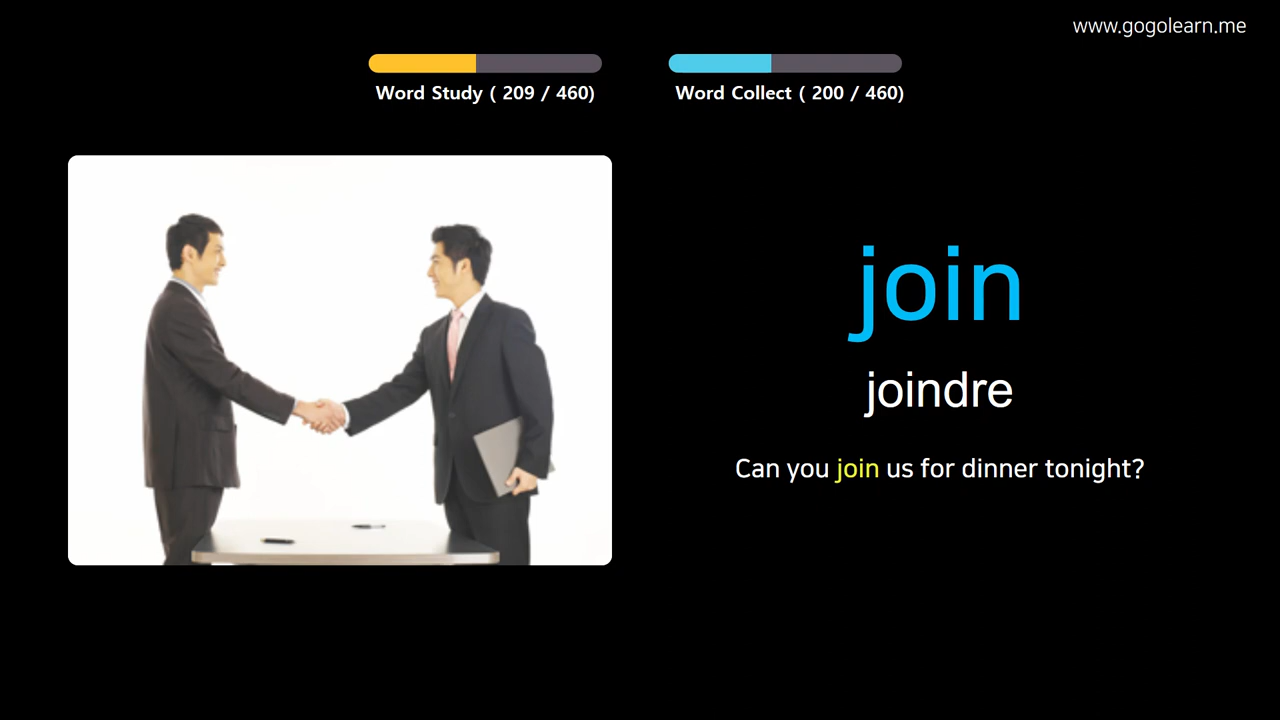 www.gogolearn.me
Word Study ( 209 / 460)
Word Collect ( 200 / 460)
join
joindre
Can you join us for dinner tonight?